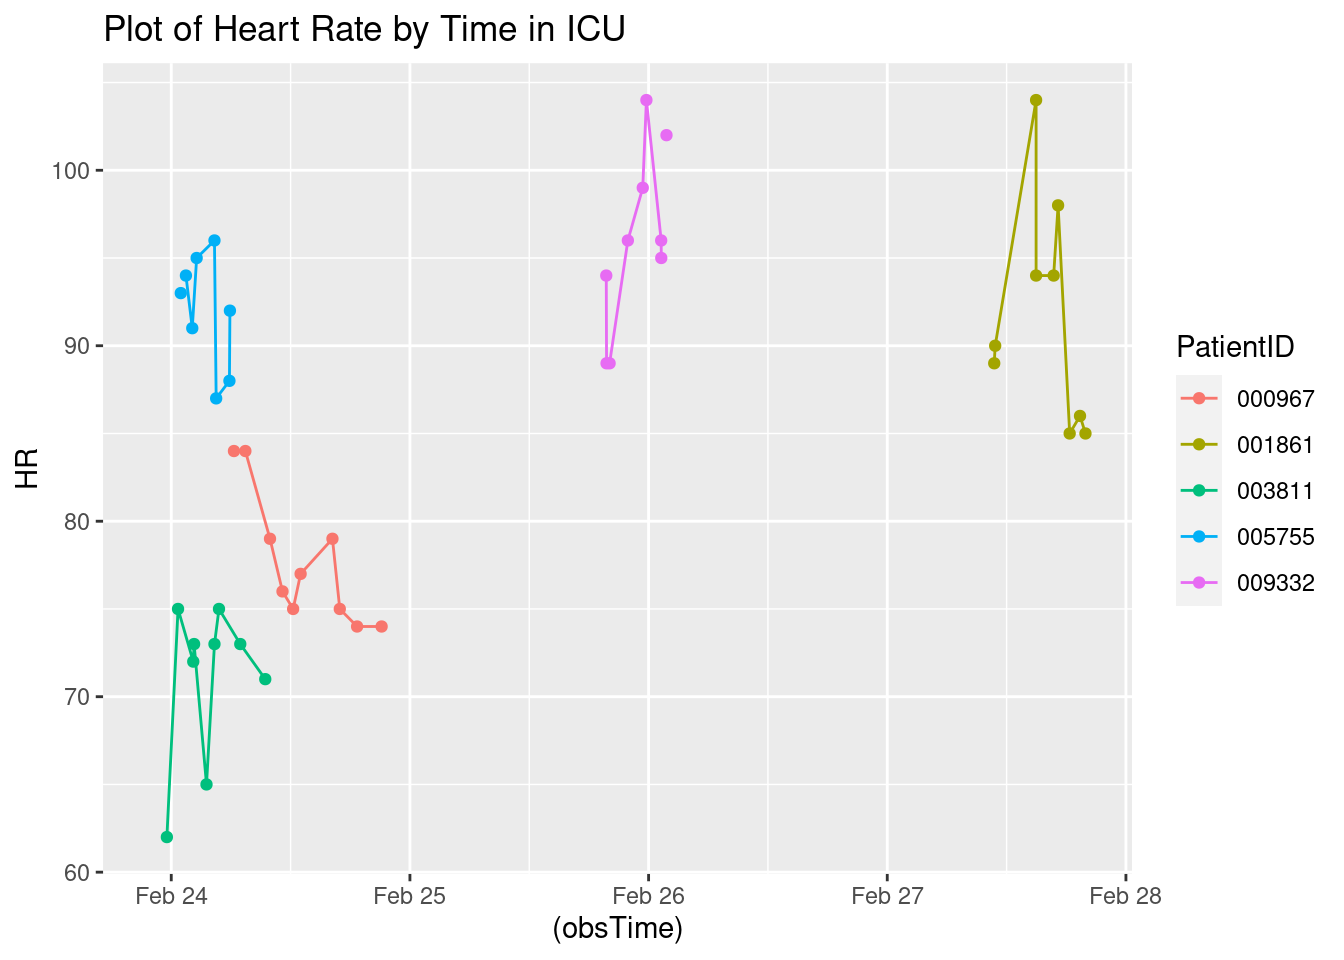 Plot of Heart Rate by Time in ICU
HR
100
90
80
70
60
Feb 24
Feb 25
Feb 26
Feb 27
Feb 28
(obsTime)
PatientID
000967
001861
003811
005755
009332